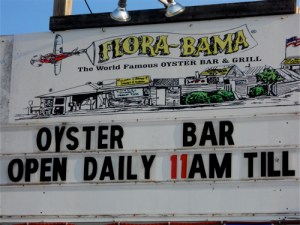 FLORA-BAMA
The World Famous OYSTER BAR & GRILL
OYSTER BAR
OPEN DAILY 11AM TILL